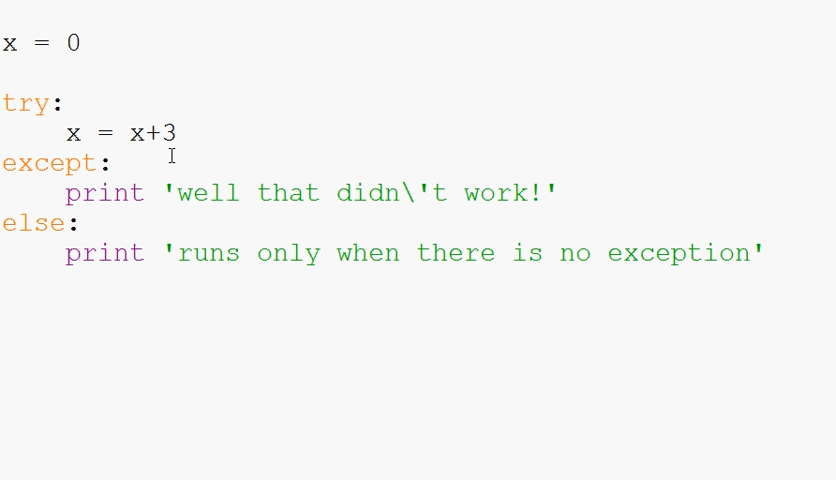 x = 0
try:
    x = x+3
except:
    print 'well that didn\'t work!'
else:
    print 'runs only when there is no exception'